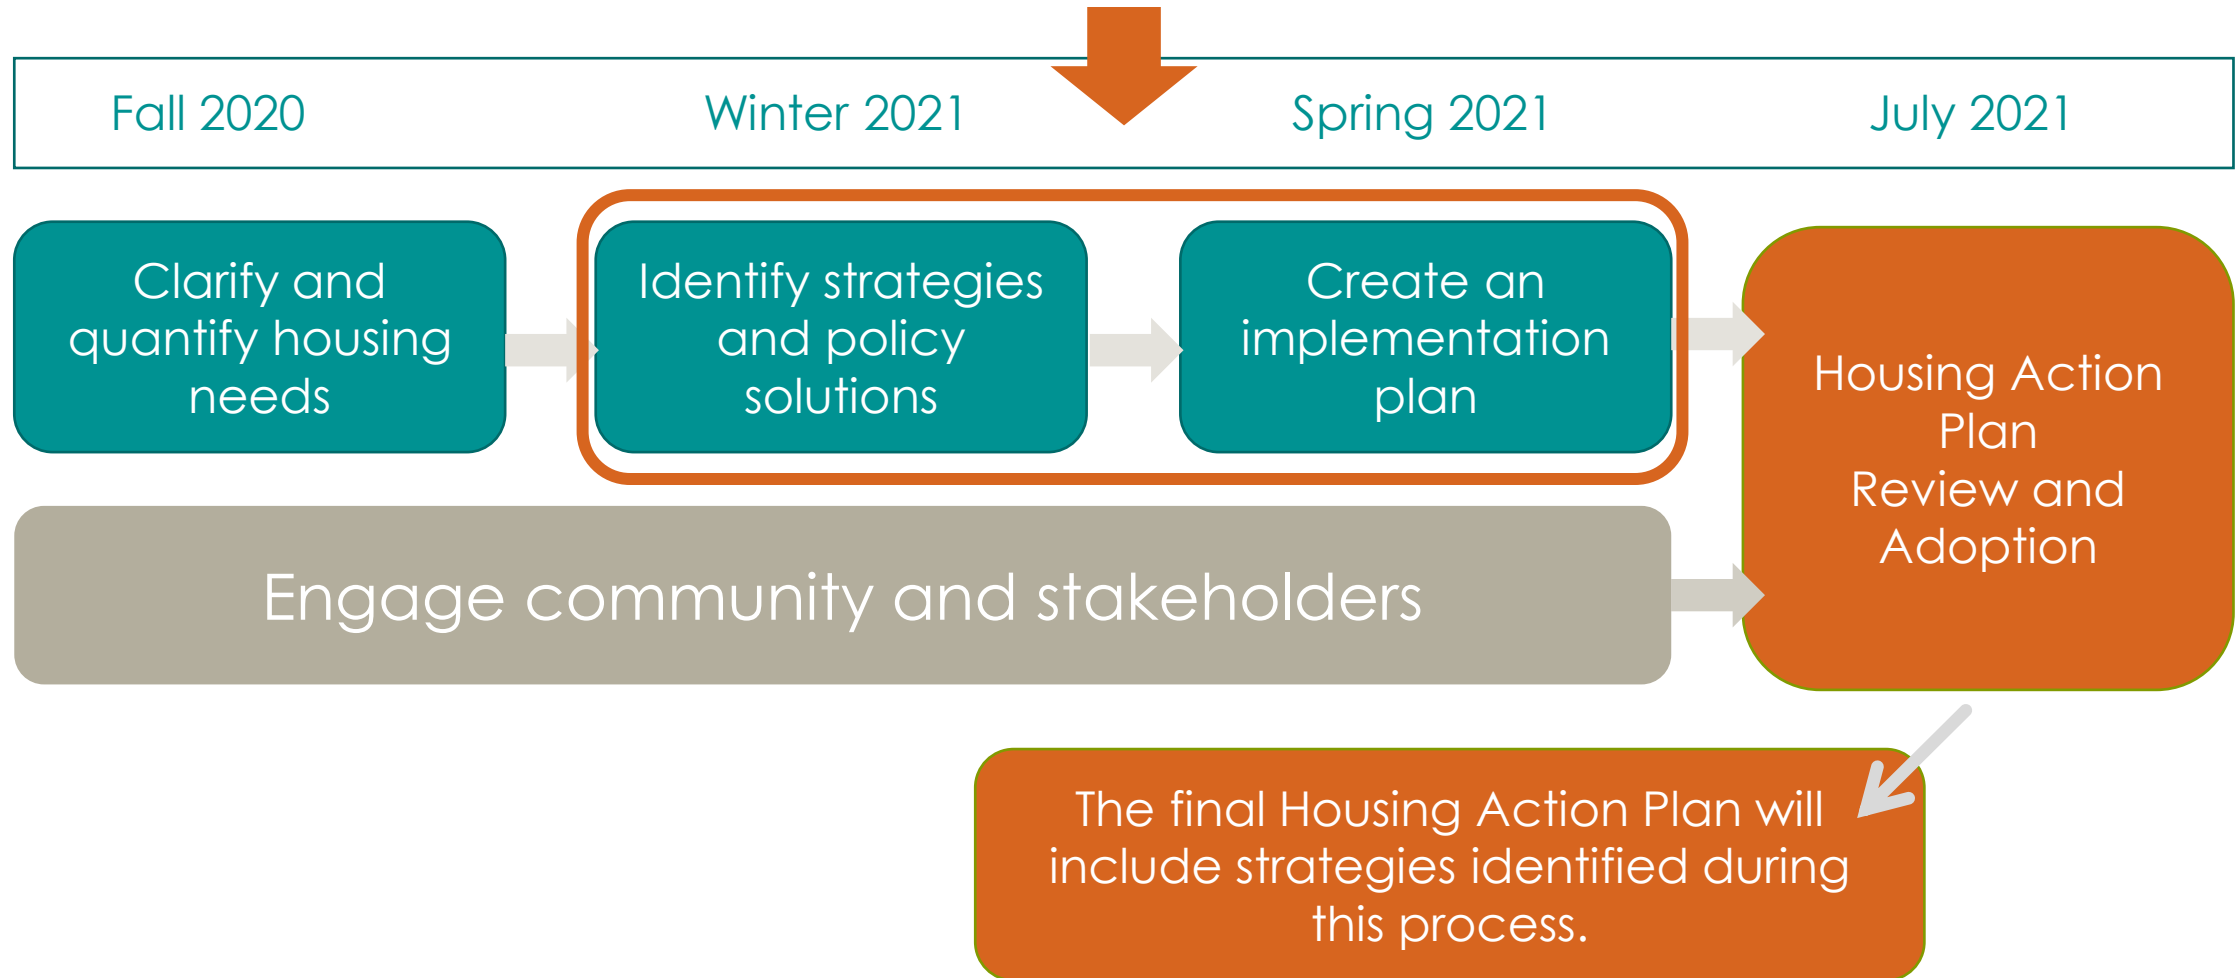 Fall 2020
Winter 2021
Spring 2021
July 2021
Clarify and
quantify housing
needs
Identify strategies
and policy
solutions
Create an
implementation
plan
Housing Action
Plan
Review and
Adoption
Engage community and stakeholders
The final Housing Action Plan will
include strategies identified during
this process.